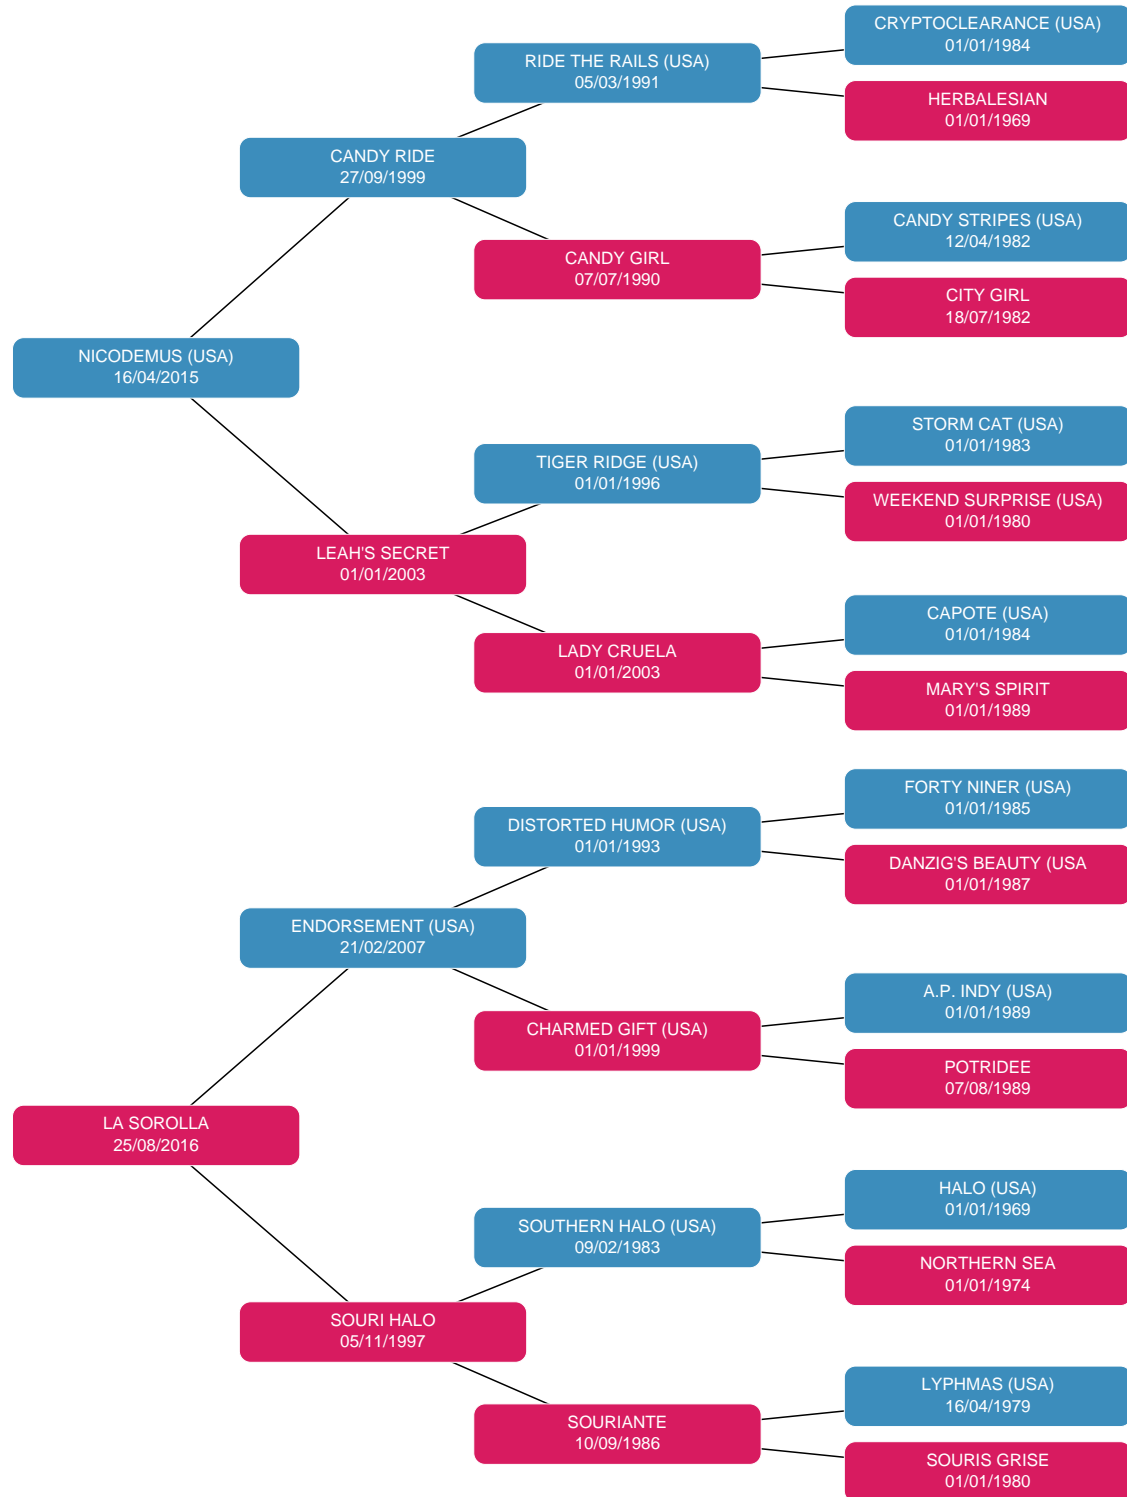 CRYPTOCLEARANCE (USA)
01/01/1984
RIDE THE RAILS (USA)
05/03/1991
HERBALESIAN
01/01/1969
CANDY RIDE
27/09/1999
CANDY STRIPES (USA)
12/04/1982
CANDY GIRL
07/07/1990
CITY GIRL
18/07/1982
NICODEMUS (USA)
16/04/2015
STORM CAT (USA)
01/01/1983
TIGER RIDGE (USA)
01/01/1996
WEEKEND SURPRISE (USA)
01/01/1980
LEAH'S SECRET
01/01/2003
CAPOTE (USA)
01/01/1984
LADY CRUELA
01/01/2003
MARY'S SPIRIT
01/01/1989
FORTY NINER (USA)
01/01/1985
DISTORTED HUMOR (USA)
01/01/1993
DANZIG'S BEAUTY (USA
01/01/1987
ENDORSEMENT (USA)
21/02/2007
A.P. INDY (USA)
01/01/1989
CHARMED GIFT (USA)
01/01/1999
POTRIDEE
07/08/1989
LA SOROLLA
25/08/2016
HALO (USA)
01/01/1969
SOUTHERN HALO (USA)
09/02/1983
NORTHERN SEA
01/01/1974
SOURI HALO
05/11/1997
LYPHMAS (USA)
16/04/1979
SOURIANTE
10/09/1986
SOURIS GRISE
01/01/1980